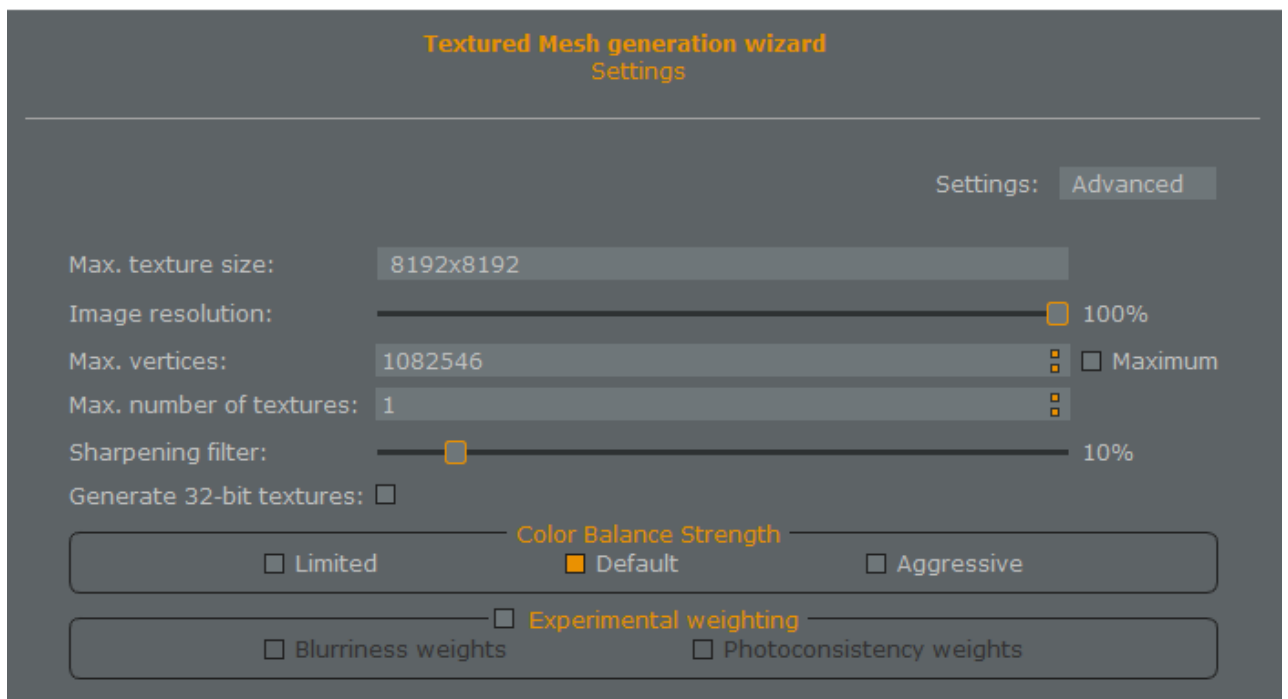 Textured Mesh generation wizard
Settings
Settings: Advanced
Max. texture size: 8192x8192
Image resolution: 100%
Max. vertices: 1082546 Maximum
Max. number of textures: 1
Sharpening filter: 10%
Generate 32-bit textures:
Color Balance Strength
Limited Default Aggressive
Experimental weighting
Blurriness weights Photoconsistency weights